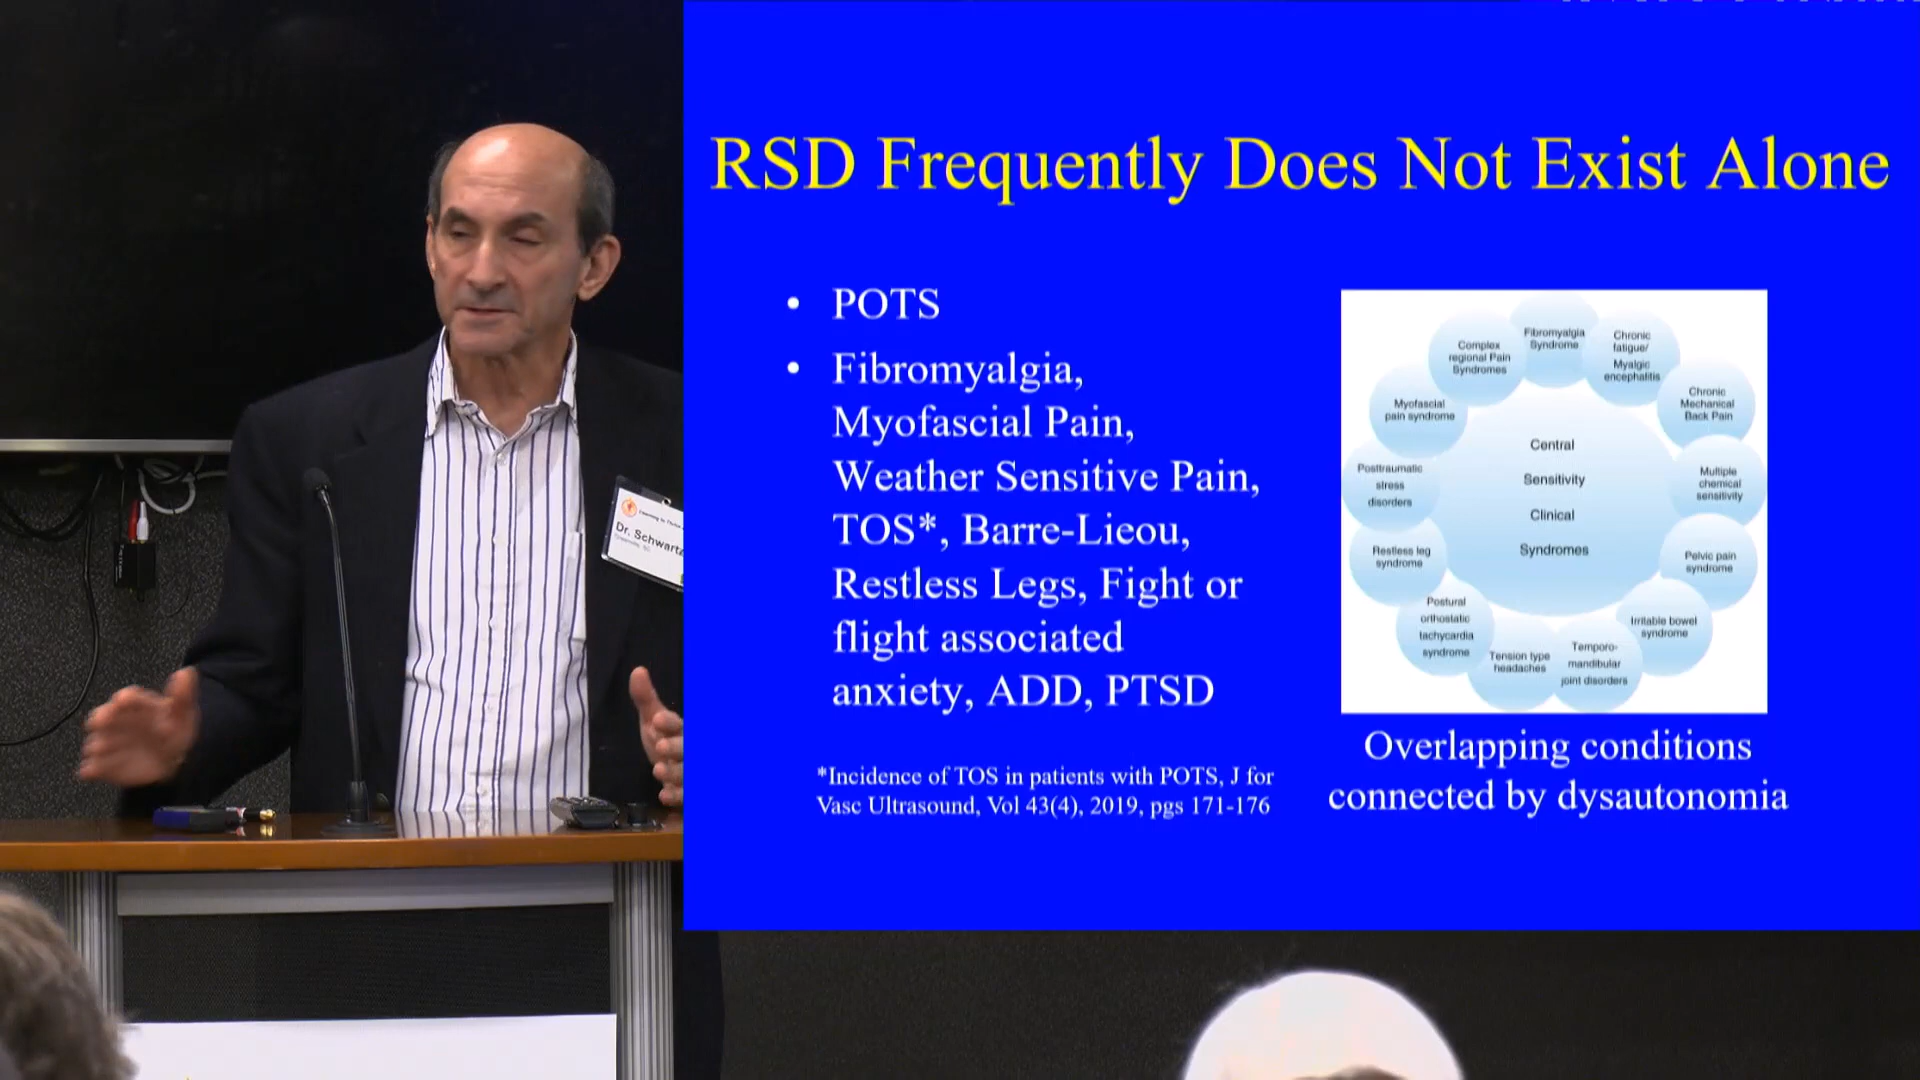 RSD Frequently Does Not Exist Alone
• POTS
• Fibromyalgia,
Myofascial Pain,
Weather Sensitive Pain,
TOS*, Barre-Lieou,
Restless Legs, Fight or
flight associated
anxiety, ADD, PTSD
*Incidence of TOS in patients with POTS, J for
Vasc Ultrasound, Vol 43(4), 2019, pgs 171-176
Central
Sensitivity
Clinical
Syndromes
Fibromyalgia
Syndrome
Chronic
fatigue/
Myalgic
encephalitis
Chronic
Mechanical
Back Pain
Multiple
chemical
sensitivity
Pelvic pain
syndrome
Irritable bowel
syndrome
Temporo-
mandibular
joint disorders
Tension type
headaches
Postural
orthostatic
tachycardia
syndrome
Restless leg
syndrome
Posttraumatic
stress
disorders
Myofascial
pain syndrome
Complex
regional Pain
Syndromes
Overlapping conditions
connected by dysautonomia
Dr. Schwartz